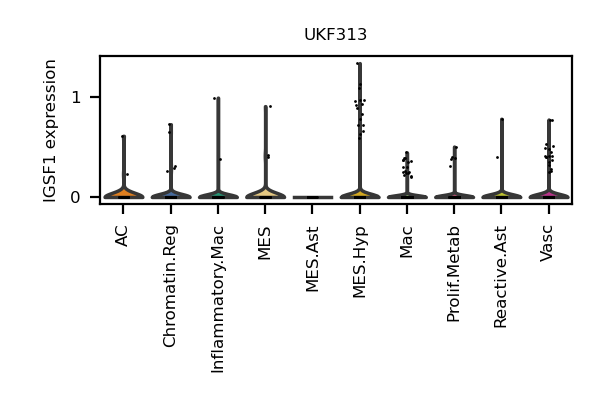 UKF313
IGSF1 expression
1
0
AC
Chromatin.Reg
Inflammatory.Mac
MES
MES.Ast
MES.Hyp
Mac
Prolif.Metab
Reactive.Ast
Vasc